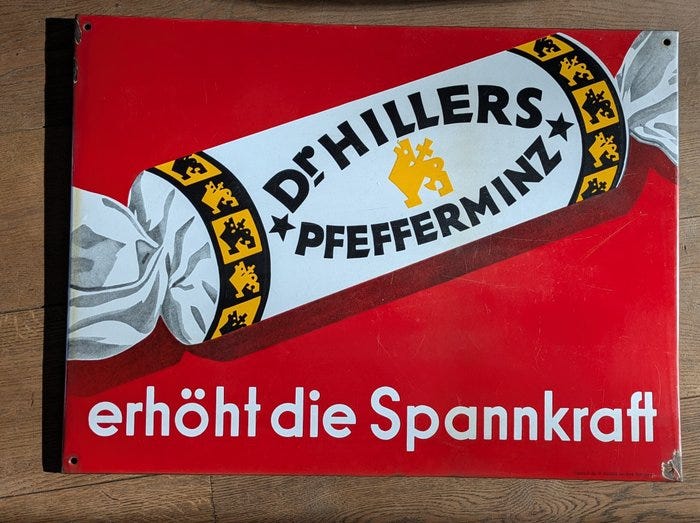 Dr HILLERS
PFEFFERMINZ
erhöht die Spannkraft